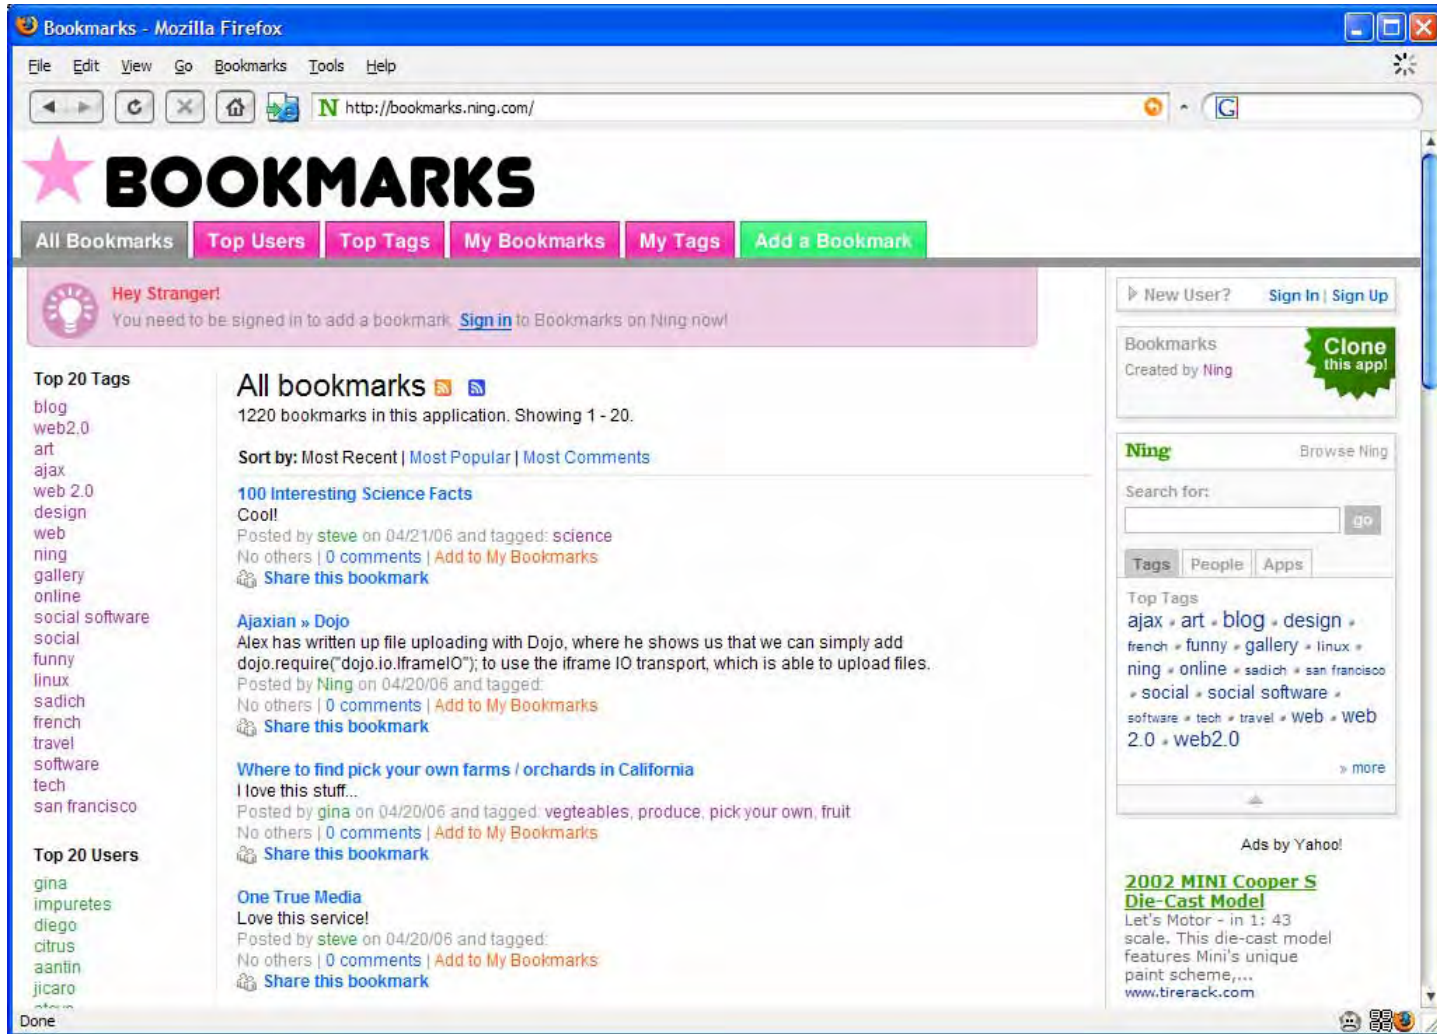 Bookmarks - Mozilla Firefox
File Edit View Go Bookmarks Tools Help
N http://bookmarks.ning.com/ G
BOOKMARKS
All Bookmarks Top Users Top Tags My Bookmarks My Tags Add a Bookmark
Hey Stranger!
You need to be signed in to add a bookmark. Sign in to Bookmarks on Ning now!
Top 20 Tags
blog
web2.0
art
ajax
web 2.0
design
web
ning
gallery
online
social software
social
funny
linux
sadich
french
travel
software
tech
san francisco
Top 20 Users
gina
impuretes
diego
citrus
aantin
jicaro
All bookmarks
1220 bookmarks in this application. Showing 1 - 20.
Sort by: Most Recent | Most Popular | Most Comments
100 Interesting Science Facts
Cool!
Posted by steve on 04/21/06 and tagged: science
No others | 0 comments | Add to My Bookmarks
Share this bookmark
Ajaxian » Dojo
Alex has written up file uploading with Dojo, where he shows us that we can simply add
dojo.require("dojo.io.IframeIO"); to use the iframe IO transport, which is able to upload files.
Posted by Ning on 04/20/06 and tagged:
No others | 0 comments | Add to My Bookmarks
Share this bookmark
Where to find pick your own farms / orchards in California
I love this stuff...
Posted by gina on 04/20/06 and tagged: vegteables, produce, pick your own, fruit
No others | 0 comments | Add to My Bookmarks
Share this bookmark
One True Media
Love this service!
Posted by steve on 04/20/06 and tagged:
No others | 0 comments | Add to My Bookmarks
Share this bookmark
New User? Sign In | Sign Up
Bookmarks
Created by Ning
Clone
this app!
Ning Browse Ning
Search for:
go
Tags People Apps
Top Tags
ajax • art • blog • design •
french • funny • gallery • linux •
ning • online • sadich • san francisco
• social • social software •
software • tech • travel • web • web
2.0 • web2.0
» more
Ads by Yahoo!
2002 MINI Cooper S
Die-Cast Model
Let's Motor - in 1: 43
scale. This die-cast model
features Mini's unique
paint scheme,...
www.tirerack.com
Done